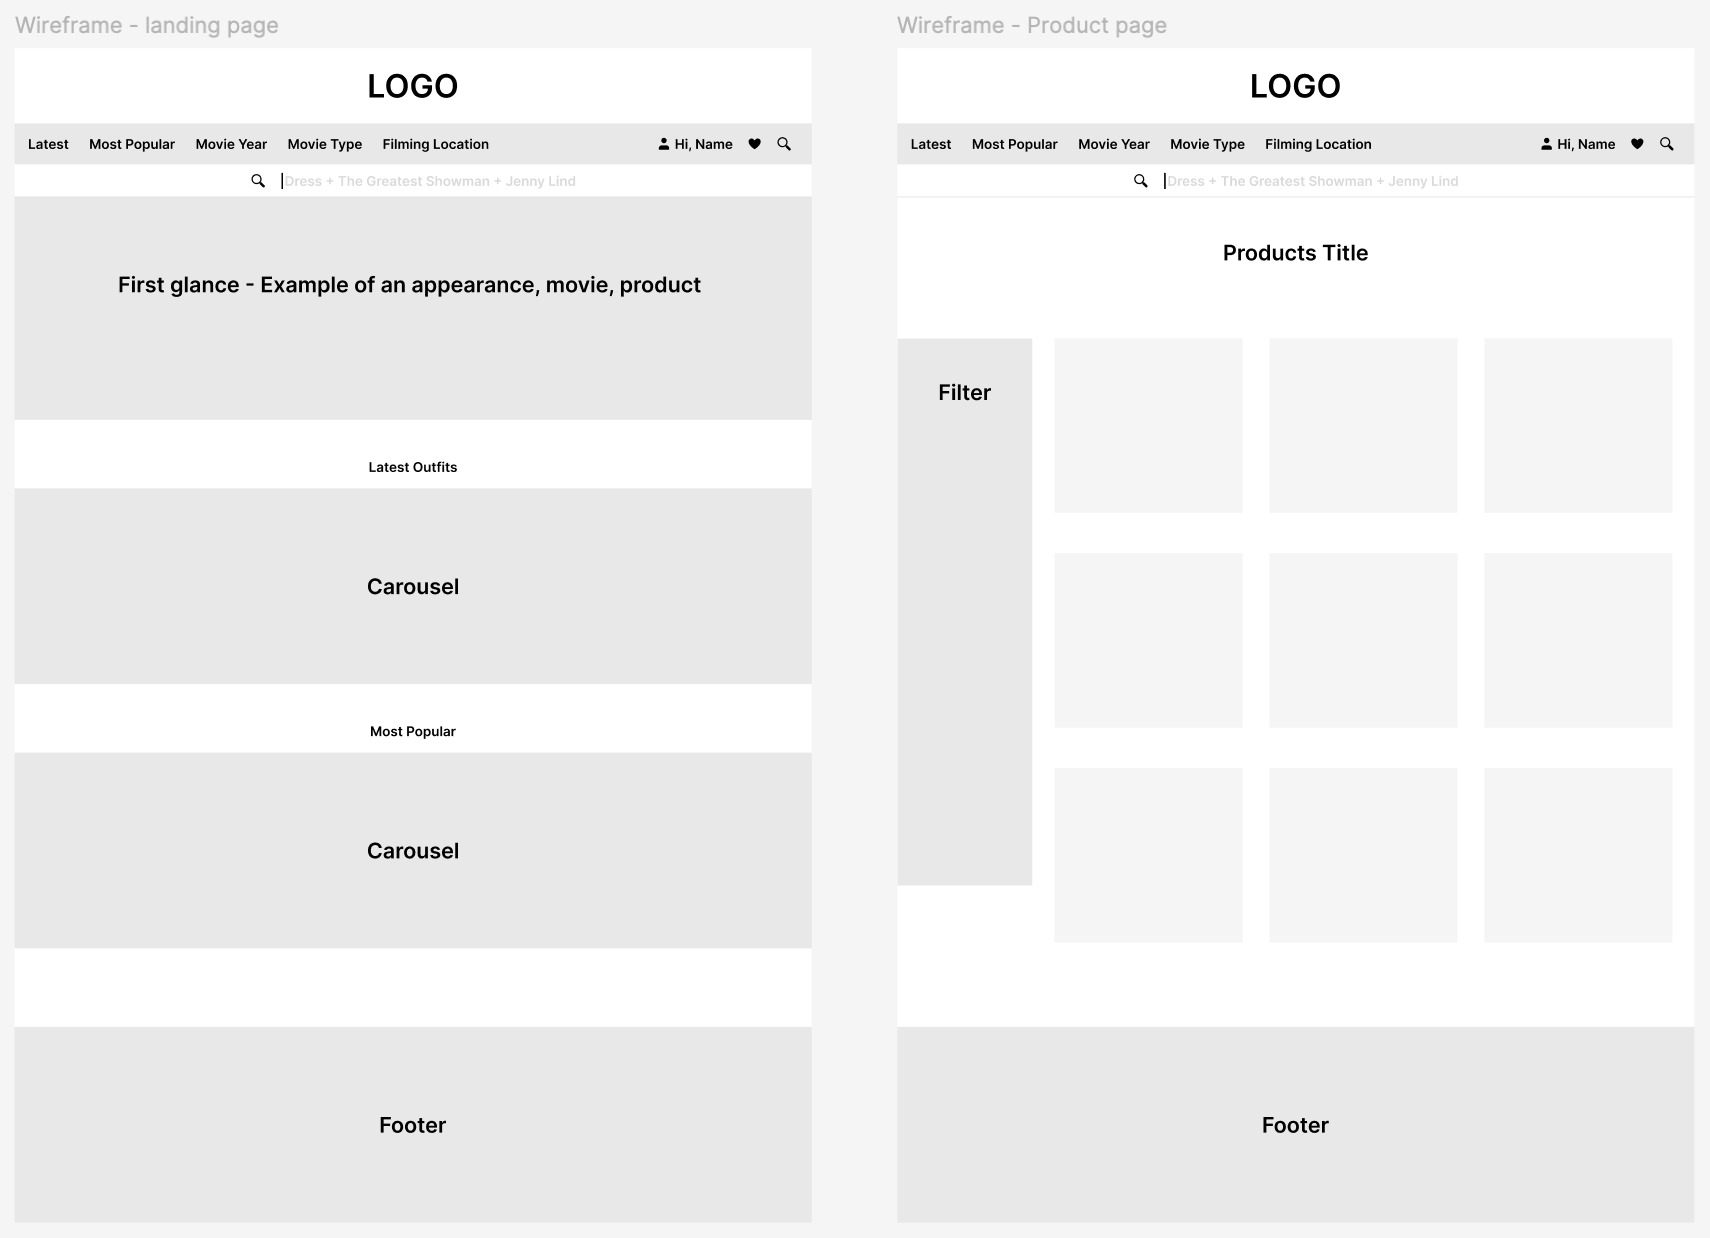 Wireframe - landing page
LOGO
Latest Most Popular Movie Year Movie Type Filming Location Hi, Name
Dress + The Greatest Showman + Jenny Lind
First glance - Example of an appearance, movie, product
Latest Outfits
Carousel
Most Popular
Carousel
Footer
Wireframe - Product page
LOGO
Latest Most Popular Movie Year Movie Type Filming Location Hi, Name
Dress + The Greatest Showman + Jenny Lind
Products Title
Filter
Footer